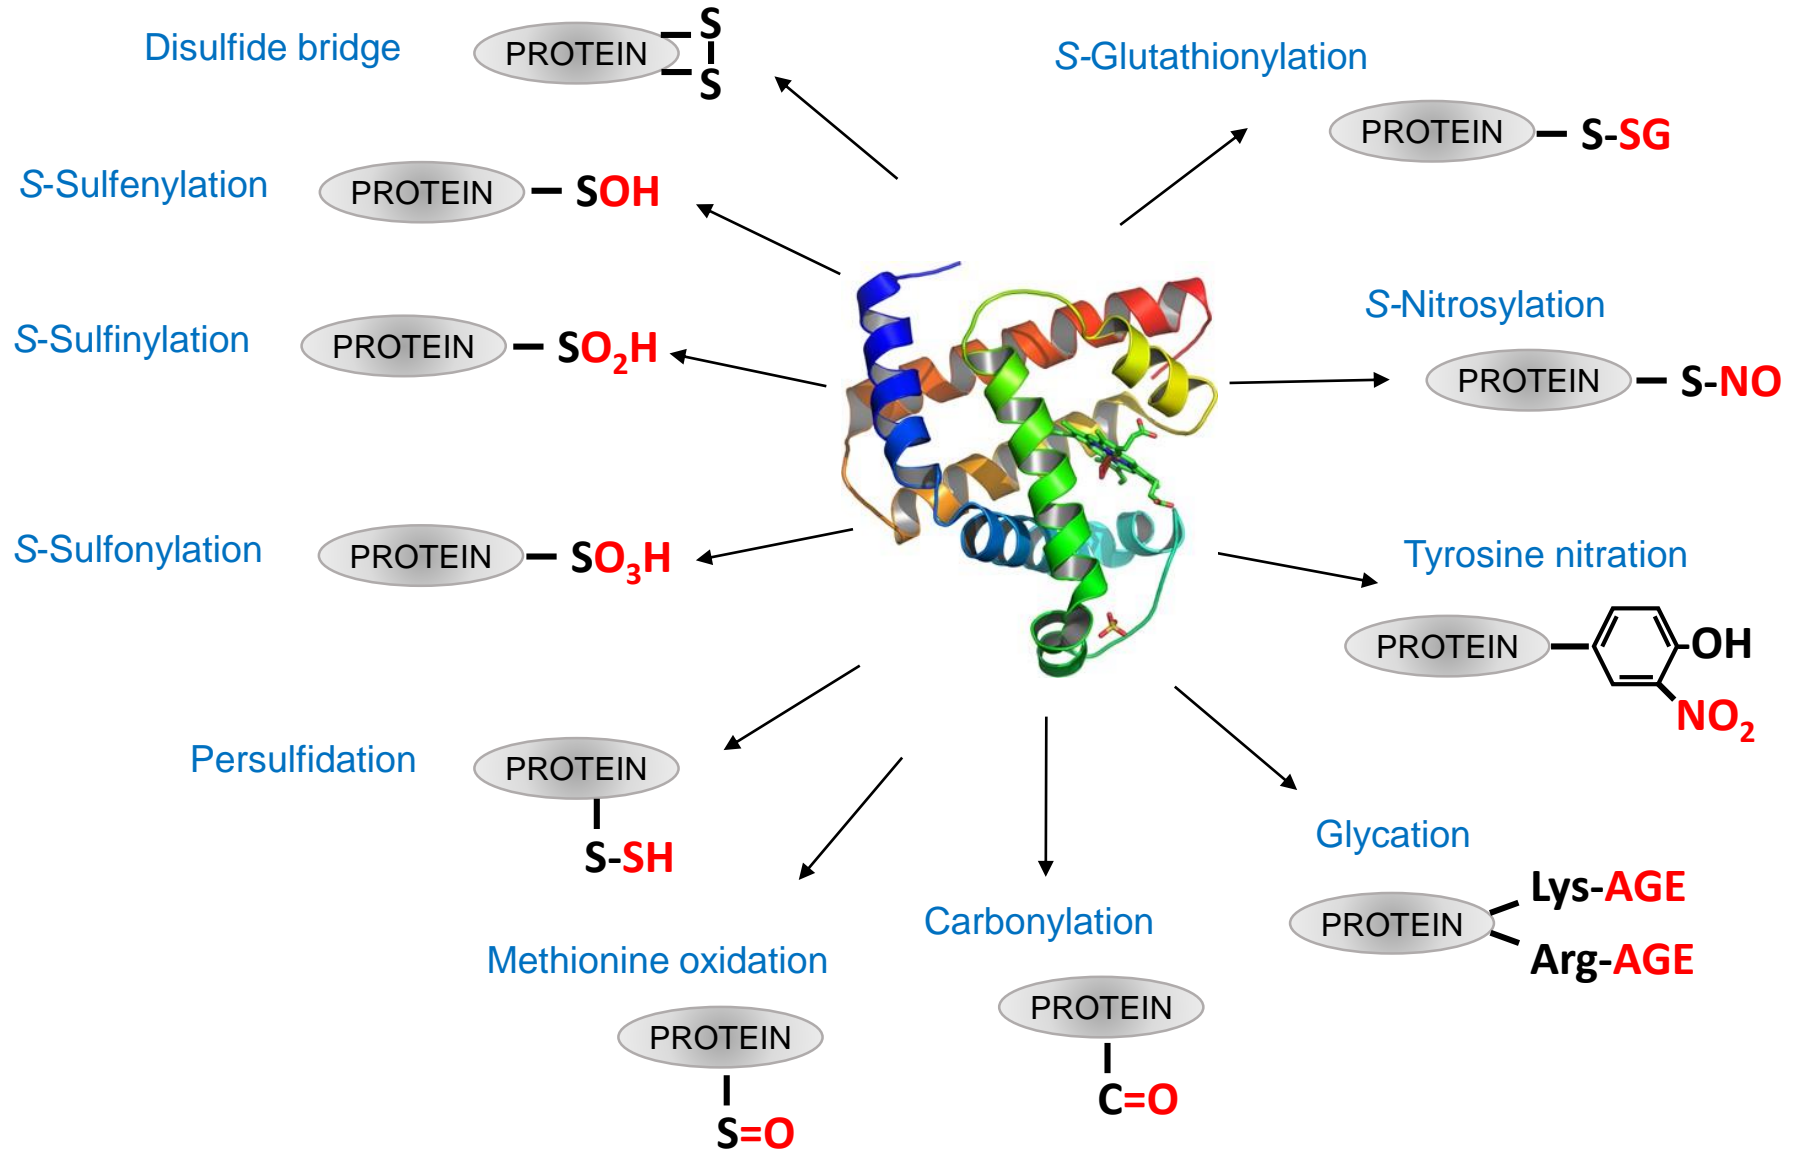 Disulfide bridge
PROTEIN
S
S
S-Glutathionylation
PROTEIN
S-SG
S-Sulfenylation
PROTEIN
SOH
S-Sulfinylation
PROTEIN
SO₂H
S-Nitrosylation
PROTEIN
S-NO
S-Sulfonylation
PROTEIN
SO₃H
Tyrosine nitration
PROTEIN
OH
NO₂
Persulfidation
PROTEIN
S-SH
Glycation
PROTEIN
Lys-AGE
Arg-AGE
Methionine oxidation
PROTEIN
S=O
Carbonylation
PROTEIN
C=O